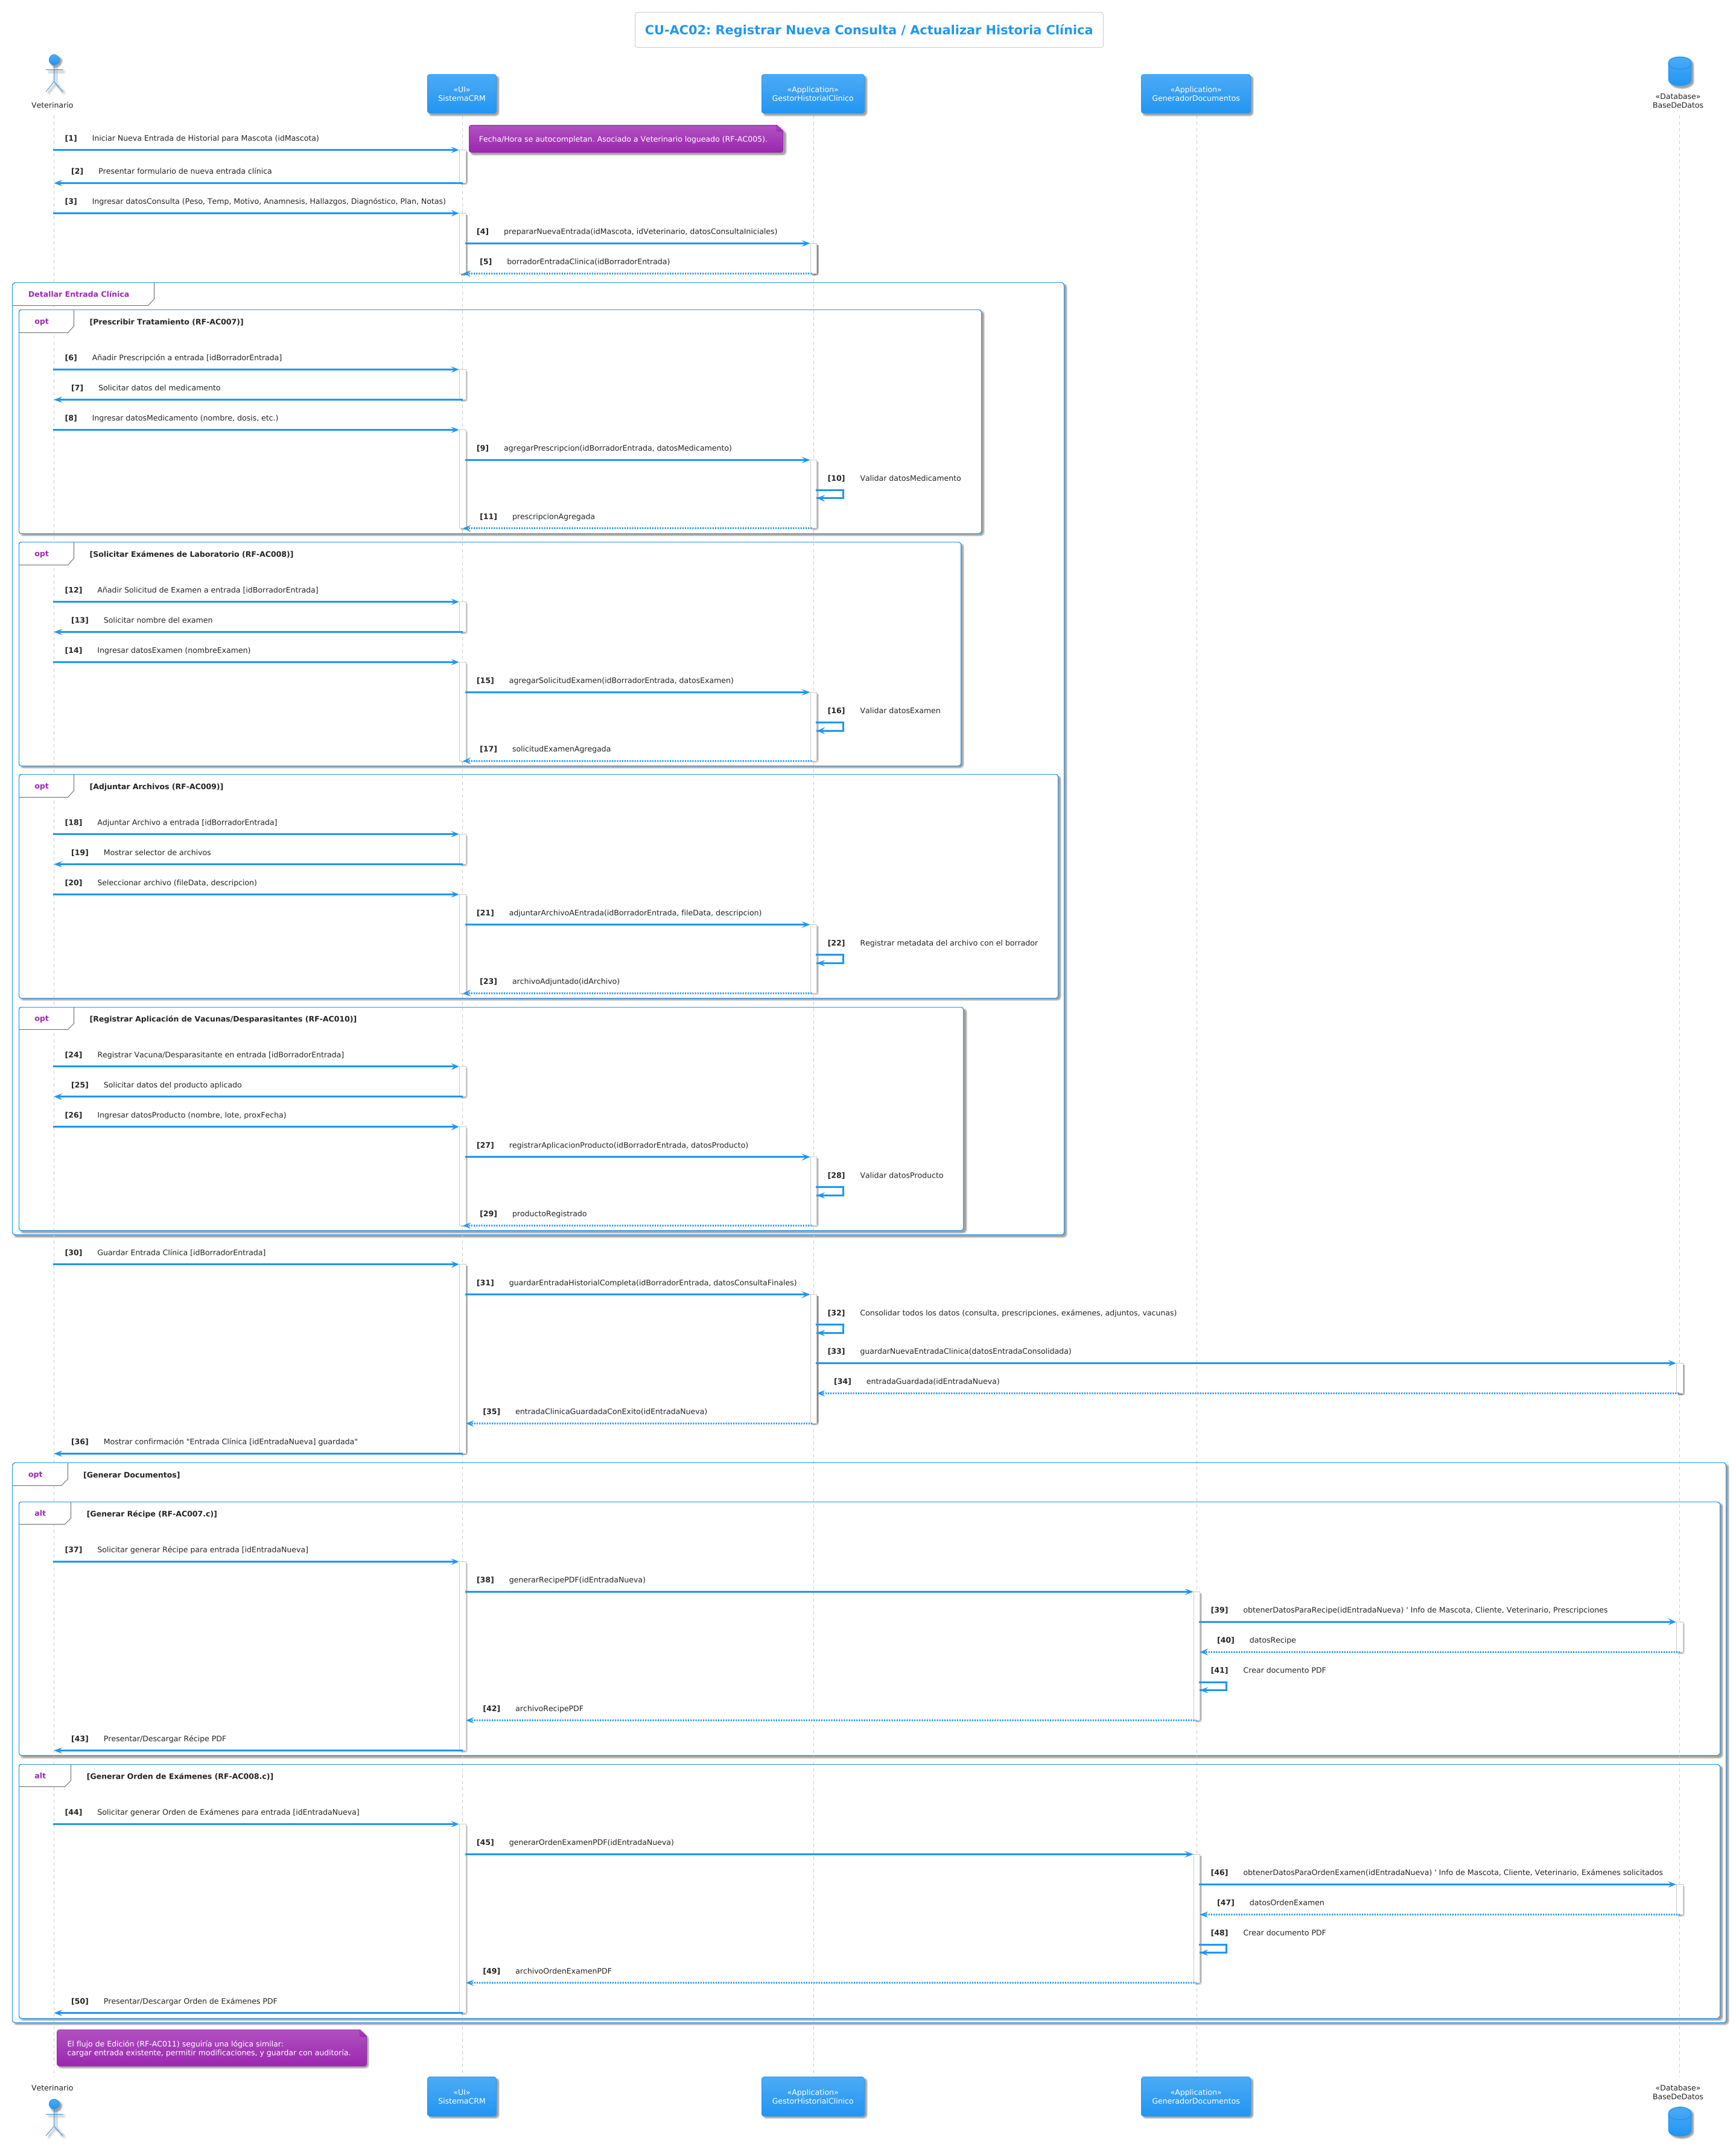 CU-AC02: Registrar Nueva Consulta / Actualizar Historia Clínica
Veterinario
«UI»
SistemaCRM
«Application»
GestorHistorialClinico
«Application»
GeneradorDocumentos
«Database»
BaseDeDatos
[1] Iniciar Nueva Entrada de Historial para Mascota (idMascota)
Fecha/Hora se autocompletan. Asociado a Veterinario logueado (RF-AC005).
[2] Presentar formulario de nueva entrada clínica
[3] Ingresar datosConsulta (Peso, Temp, Motivo, Anamnesis, Hallazgos, Diagnóstico, Plan, Notas)
[4] prepararNuevaEntrada(idMascota, idVeterinario, datosConsultaIniciales)
[5] borradorEntradaClinica(idBorradorEntrada)
Detallar Entrada Clínica
opt [Prescribir Tratamiento (RF-AC007)]
[6] Añadir Prescripción a entrada [idBorradorEntrada]
[7] Solicitar datos del medicamento
[8] Ingresar datosMedicamento (nombre, dosis, etc.)
[9] agregarPrescripcion(idBorradorEntrada, datosMedicamento)
[10] Validar datosMedicamento
[11] prescripcionAgregada
opt [Solicitar Exámenes de Laboratorio (RF-AC008)]
[12] Añadir Solicitud de Examen a entrada [idBorradorEntrada]
[13] Solicitar nombre del examen
[14] Ingresar datosExamen (nombreExamen)
[15] agregarSolicitudExamen(idBorradorEntrada, datosExamen)
[16] Validar datosExamen
[17] solicitudExamenAgregada
opt [Adjuntar Archivos (RF-AC009)]
[18] Adjuntar Archivo a entrada [idBorradorEntrada]
[19] Mostrar selector de archivos
[20] Seleccionar archivo (fileData, descripcion)
[21] adjuntarArchivoAEntrada(idBorradorEntrada, fileData, descripcion)
[22] Registrar metadata del archivo con el borrador
[23] archivoAdjuntado(idArchivo)
opt [Registrar Aplicación de Vacunas/Desparasitantes (RF-AC010)]
[24] Registrar Vacuna/Desparasitante en entrada [idBorradorEntrada]
[25] Solicitar datos del producto aplicado
[26] Ingresar datosProducto (nombre, lote, proxFecha)
[27] registrarAplicacionProducto(idBorradorEntrada, datosProducto)
[28] Validar datosProducto
[29] productoRegistrado
[30] Guardar Entrada Clínica [idBorradorEntrada]
[31] guardarEntradaHistorialCompleta(idBorradorEntrada, datosConsultaFinales)
[32] Consolidar todos los datos (consulta, prescripciones, exámenes, adjuntos, vacunas)
[33] guardarNuevaEntradaClinica(datosEntradaConsolidada)
[34] entradaGuardada(idEntradaNueva)
[35] entradaClinicaGuardadaConExito(idEntradaNueva)
[36] Mostrar confirmación "Entrada Clínica [idEntradaNueva] guardada"
opt [Generar Documentos]
alt [Generar Récipe (RF-AC007.c)]
[37] Solicitar generar Récipe para entrada [idEntradaNueva]
[38] generarRecipePDF(idEntradaNueva)
[39] obtenerDatosParaRecipe(idEntradaNueva) ' Info de Mascota, Cliente, Veterinario, Prescripciones
[40] datosRecipe
[41] Crear documento PDF
[42] archivoRecipePDF
[43] Presentar/Descargar Récipe PDF
alt [Generar Orden de Exámenes (RF-AC008.c)]
[44] Solicitar generar Orden de Exámenes para entrada [idEntradaNueva]
[45] generarOrdenExamenPDF(idEntradaNueva)
[46] obtenerDatosParaOrdenExamen(idEntradaNueva) ' Info de Mascota, Cliente, Veterinario, Exámenes solicitados
[47] datosOrdenExamen
[48] Crear documento PDF
[49] archivoOrdenExamenPDF
[50] Presentar/Descargar Orden de Exámenes PDF
El flujo de Edición (RF-AC011) seguiría una lógica similar:
cargar entrada existente, permitir modificaciones, y guardar con auditoría.
Veterinario
«UI»
SistemaCRM
«Application»
GestorHistorialClinico
«Application»
GeneradorDocumentos
«Database»
BaseDeDatos